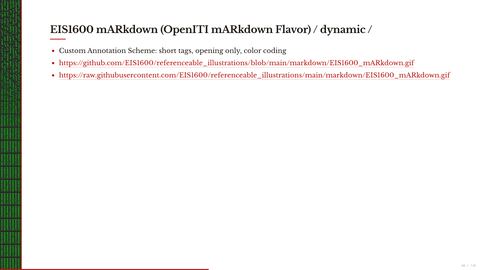 EIS1600 mARkdown (OpenITI mARkdown Flavor) / dynamic /
• Custom Annotation Scheme: short tags, opening only, color coding
• https://github.com/EIS1600/referenceable_illustrations/blob/main/markdown/EIS1600_mARkdown.gif
• https://raw.githubusercontent.com/EIS1600/referenceable_illustrations/main/markdown/EIS1600_mARkdown.gif